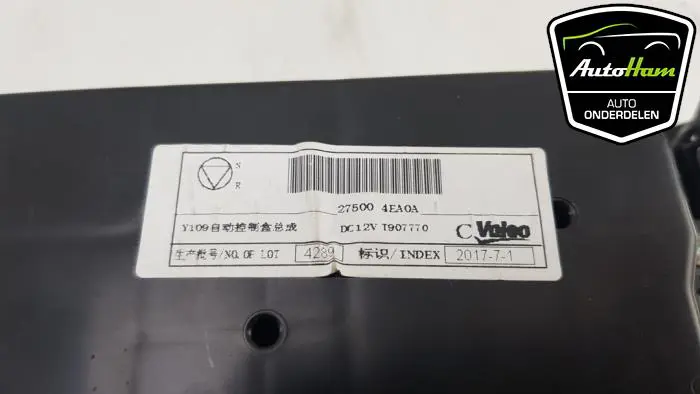 AutoHam
AUTO
ONDERDELEN
S
R
27500 4EA0A
Y109自动控制盒总成 DC12V T907770 C Valeo
生产批号/NO.OF LOT 4289 标识/INDEX 2017-7-1